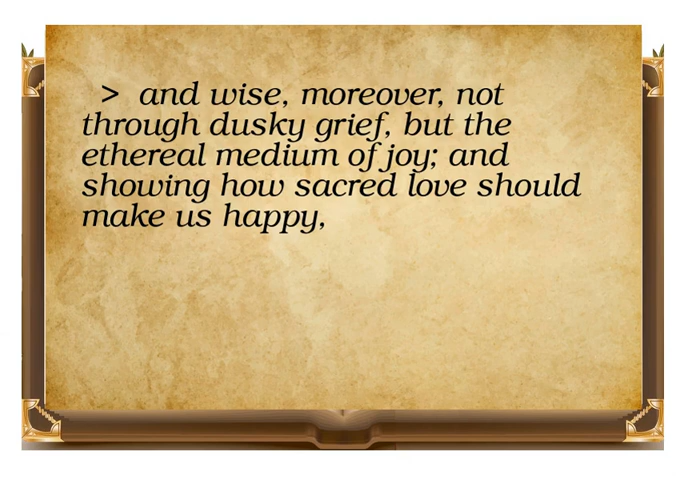 > and wise, moreover, not
through dusky grief, but the
ethereal medium of joy; and
showing how sacred love should
make us happy,